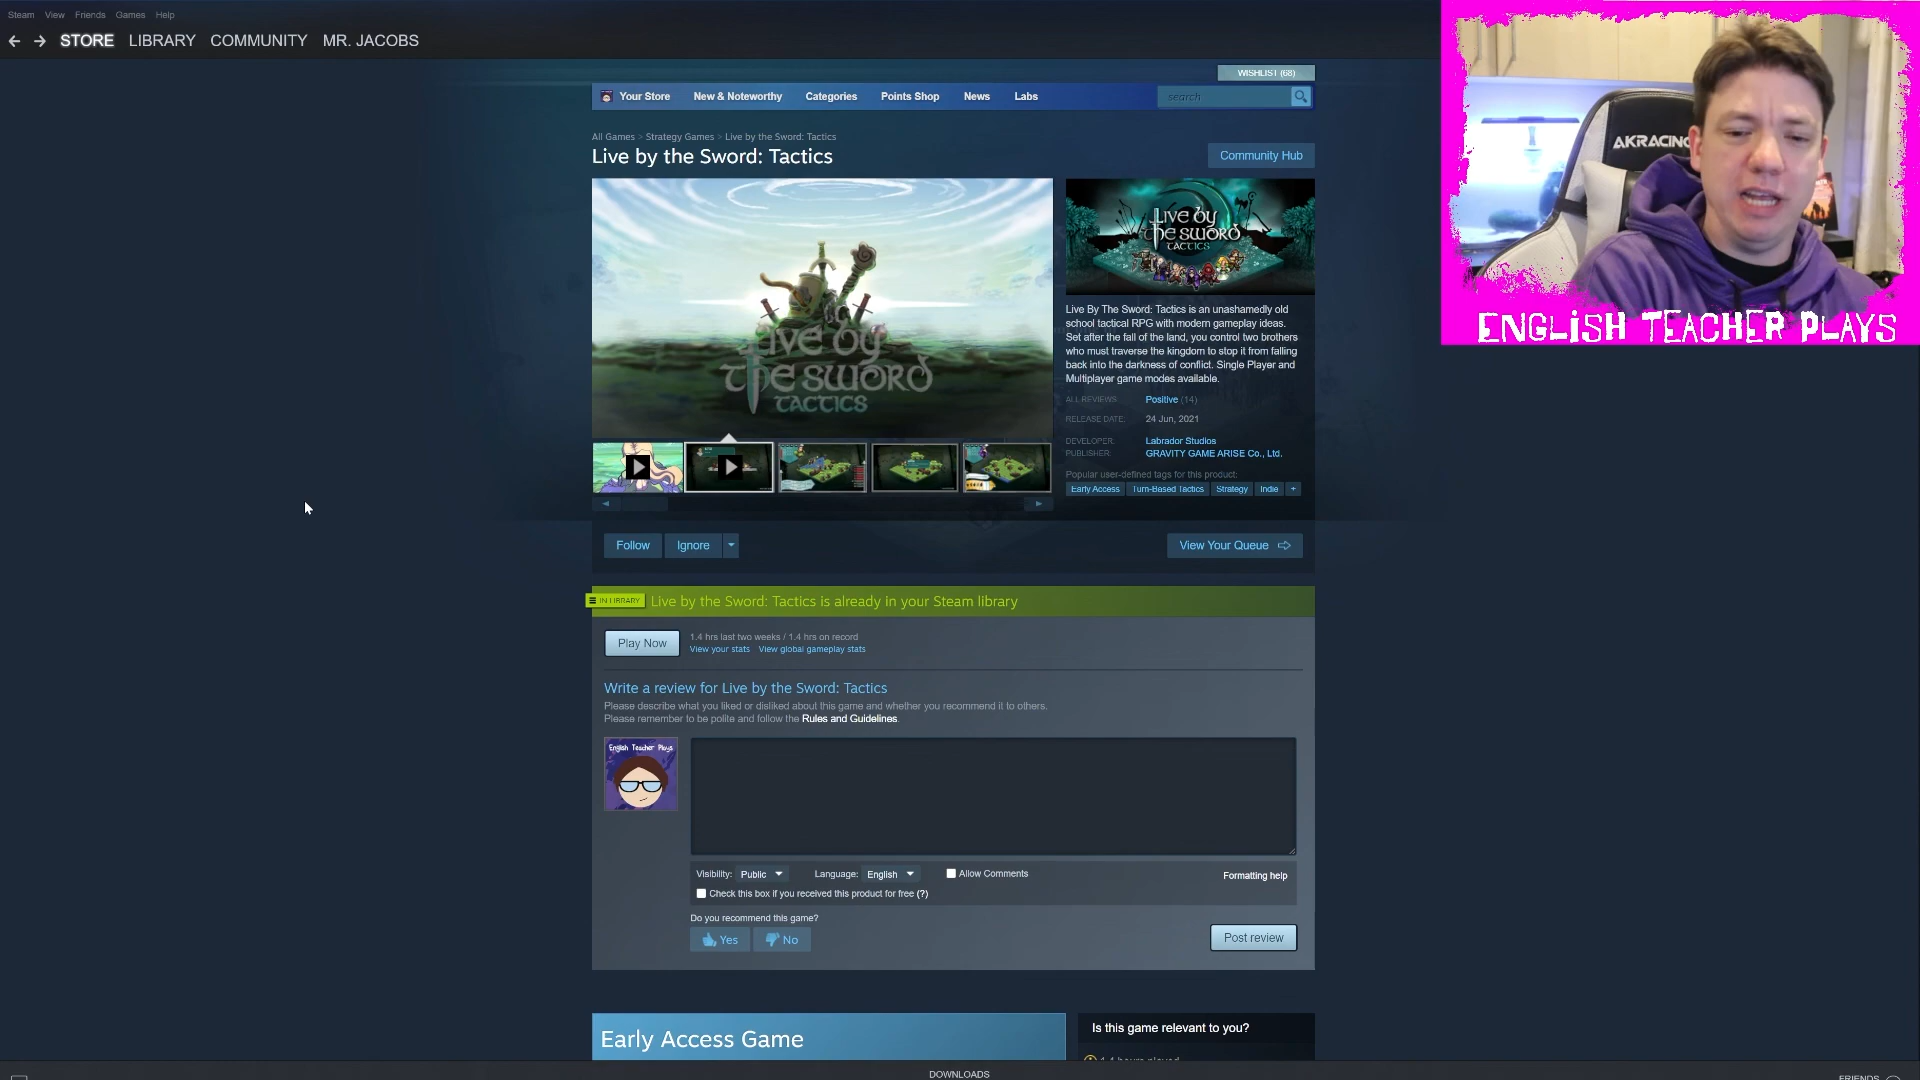 Steam View Friends Games Help
STORE LIBRARY COMMUNITY MR. JACOBS
WISHLIST (68)
Your Store New & Noteworthy Categories Points Shop News Labs search
All Games > Strategy Games > Live by the Sword: Tactics
Live by the Sword: Tactics
Community Hub
LIVE BY
THE SWORD
TACTICS
LIVE BY
THE SWORD
TACTICS
Live By The Sword: Tactics is an unashamedly old
school tactical RPG with modern gameplay ideas.
Set after the fall of the land, you control two brothers
who must traverse the kingdom to stop it from falling
back into the darkness of conflict. Single Player and
Multiplayer game modes available.
ALL REVIEWS: Positive (14)
RELEASE DATE: 24 Jun, 2021
DEVELOPER: Labrador Studios
PUBLISHER: GRAVITY GAME ARISE Co., Ltd.
Popular user-defined tags for this product:
Early Access Turn-Based Tactics Strategy Indie +
Follow Ignore
View Your Queue
IN LIBRARY
Live by the Sword: Tactics is already in your Steam library
Play Now
1.4 hrs last two weeks / 1.4 hrs on record
View your stats View global gameplay stats
Write a review for Live by the Sword: Tactics
Please describe what you liked or disliked about this game and whether you recommend it to others.
Please remember to be polite and follow the Rules and Guidelines.
English Teacher Plays
Visibility: Public Language: English Allow Comments Formatting help
Check this box if you received this product for free (?)
Do you recommend this game?
Yes No
Post review
Early Access Game
Is this game relevant to you?
1.4 hours played
DOWNLOADS
FRIENDS
AKRACING
ENGLISH TEACHER PLAYS